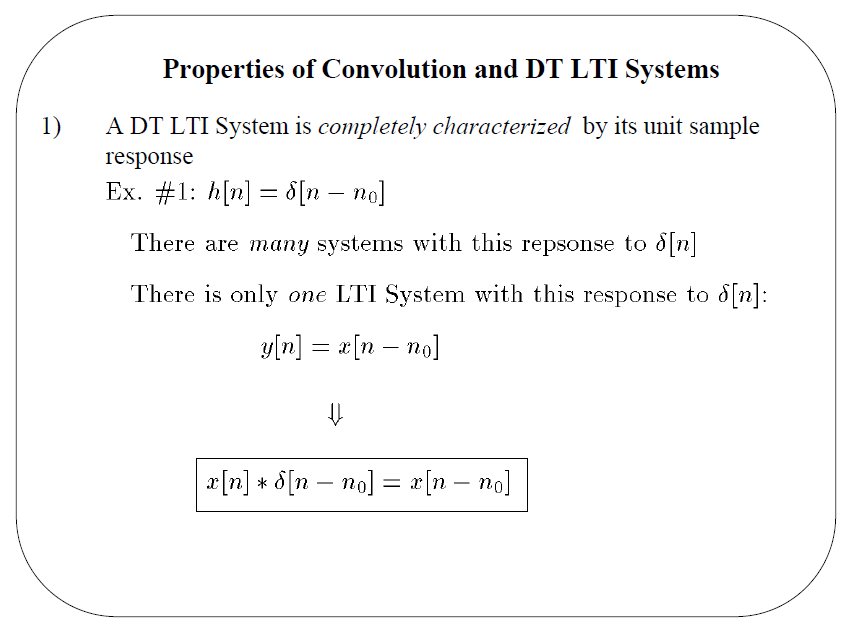 Properties of Convolution and DT LTI Systems
1) A DT LTI System is completely characterized by its unit sample
response
Ex. #1: h[n] = δ[n − n₀]
There are many systems with this repsonse to δ[n]
There is only one LTI System with this response to δ[n]:
y[n] = x[n − n₀]
⇓
x[n] ∗ δ[n − n₀] = x[n − n₀]